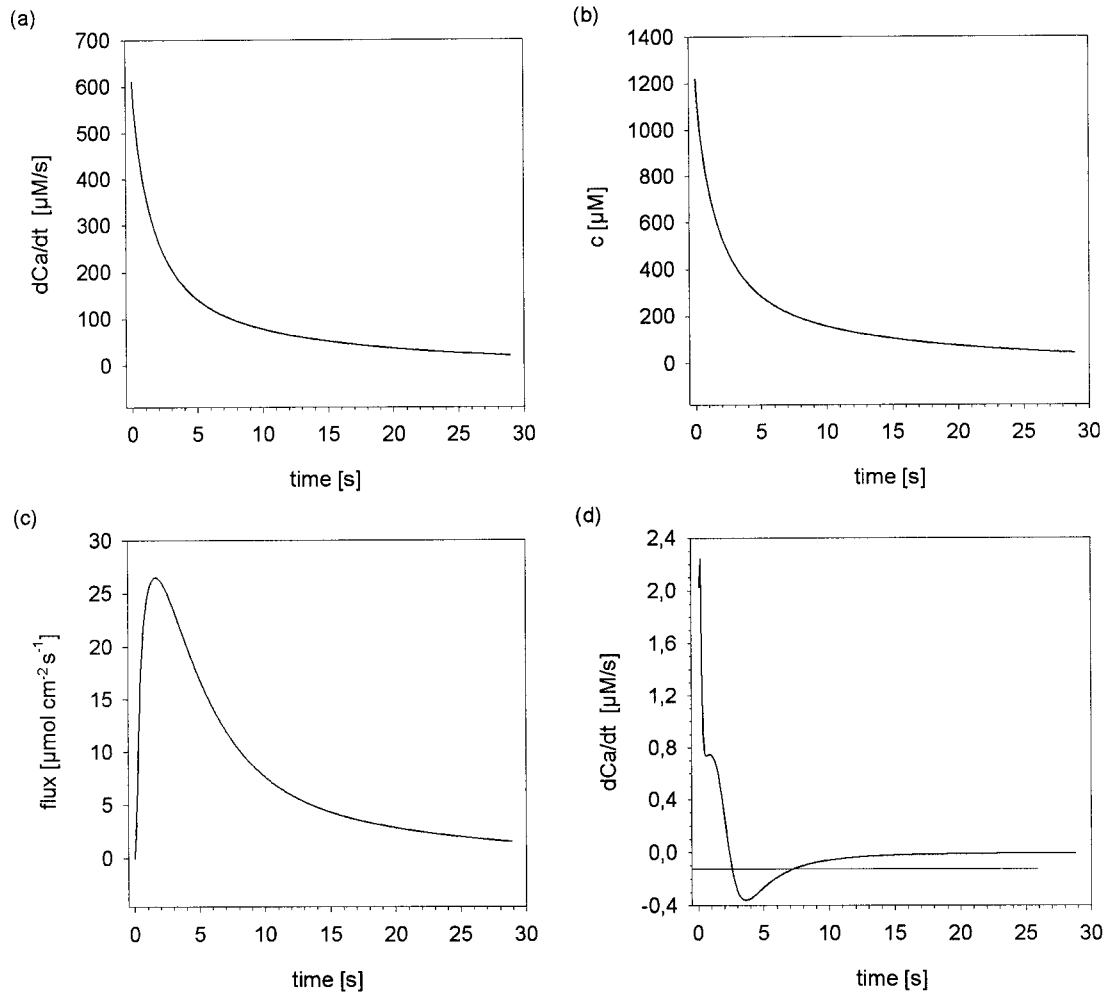 (a)
700
600
500
400
300
200
100
0
dCa/dt [µM/s]
0 5 10 15 20 25 30
time [s]
(b)
1400
1200
1000
800
600
400
200
0
c [µM]
0 5 10 15 20 25 30
time [s]
(c)
30
25
20
15
10
5
0
flux [µmol cm-2 s-1]
0 5 10 15 20 25 30
time [s]
(d)
2,4
2,0
1,6
1,2
0,8
0,4
0,0
-0,4
dCa/dt [µM/s]
0 5 10 15 20 25 30
time [s]